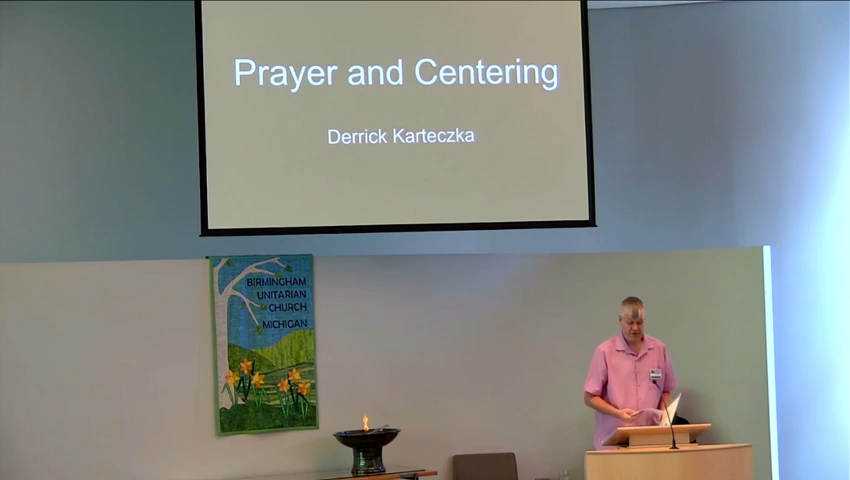 Prayer and Centering
Derrick Karteczka
BIRMINGHAM
UNITARIAN
CHURCH
MICHIGAN